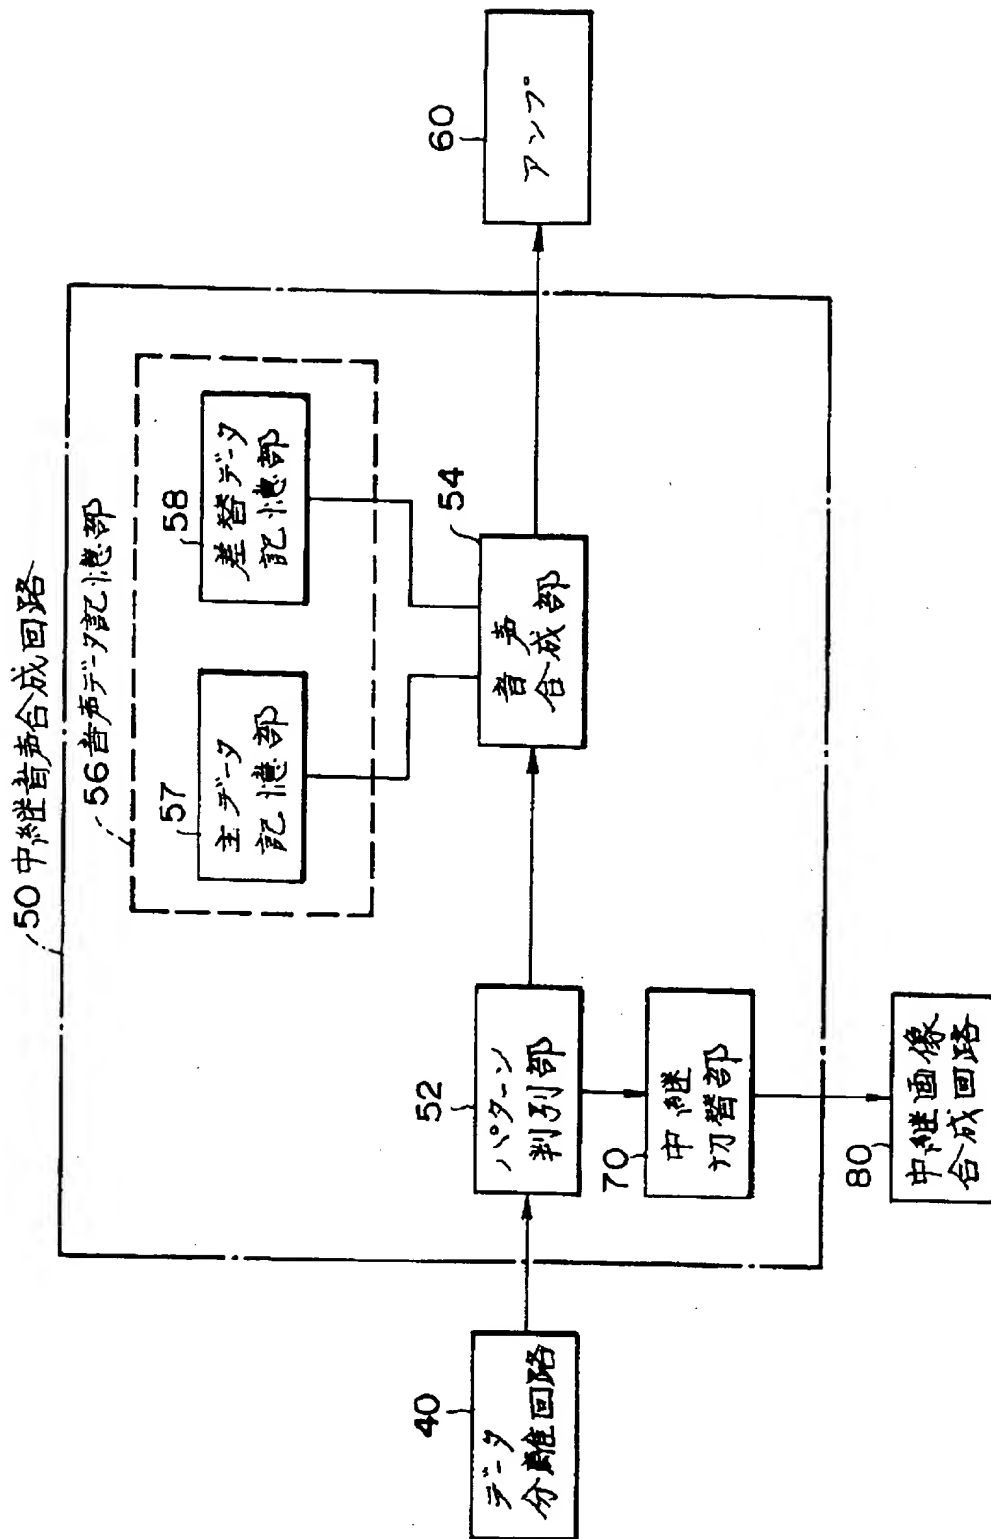 50 中継音声合成回路
56 音声データ記憶部
57
主データ
記憶部
58
差替データ
記憶部
40
データ
分離回路
52
パターン
判別部
54
音声
合成部
60
アンプ
70
中継
切替部
80
中継画像
合成回路